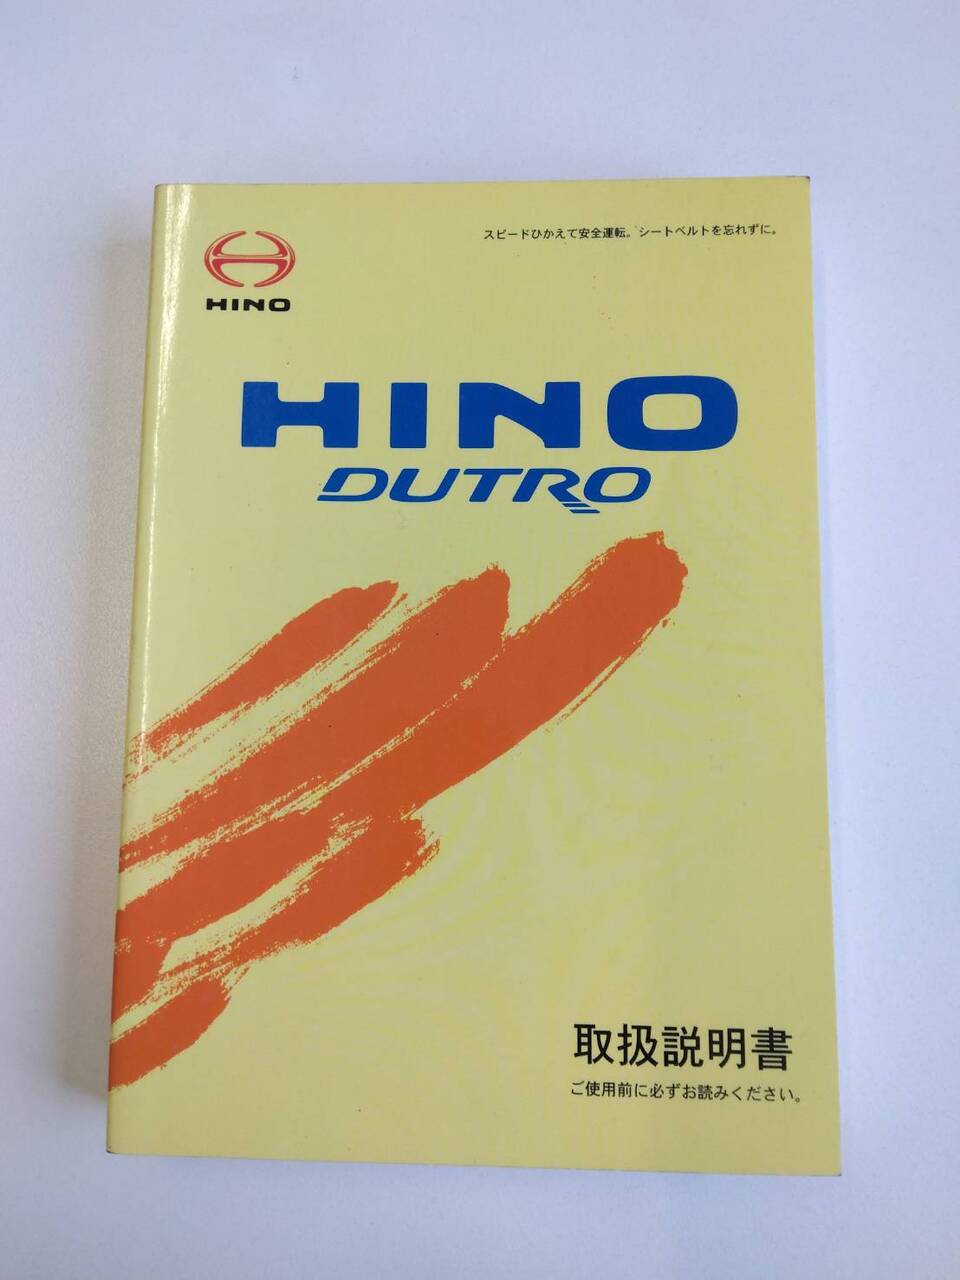 スピードひかえて安全運転。シートベルトを忘れずに。
HINO
HINO
DUTRO
取扱説明書
ご使用前に必ずお読みください。